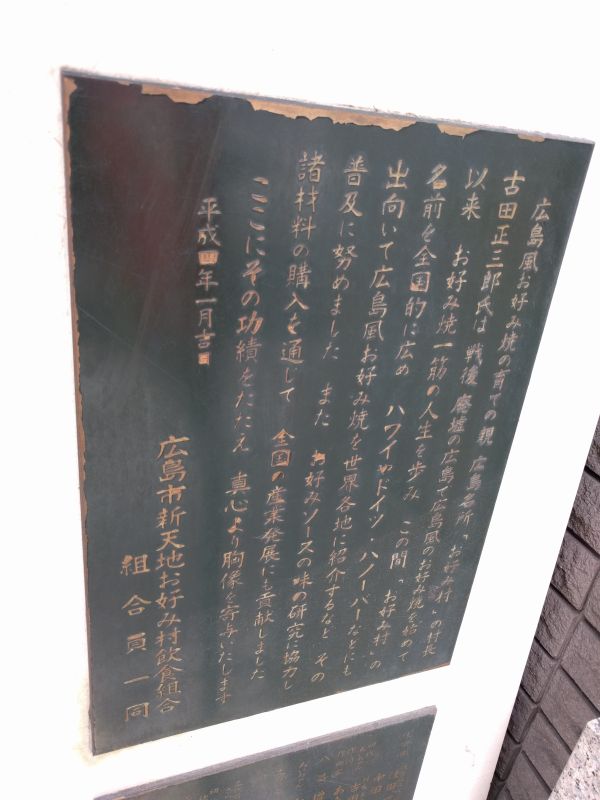 広島風お好み焼の育ての親 広島名所「お好み村」の村長
古田正三郎氏は 戦後 廃墟の広島で広島風のお好み焼を始めて
以来 お好み焼一筋の人生を歩み この間「お好み村」の
名前を全国的に広め ハワイやドイツ・ハノーバーなどにも
出向いて広島風お好み焼を世界各地に紹介するなど その
普及に努めました また お好みソースの味の研究に協力し
諸材料の購入を通じて 全国の産業発展にも貢献しました
ここにその功績をたたえ 真心より胸像を寄与いたします
平成四年一月吉日
広島市新天地お好み村飲食組合
組合員一同